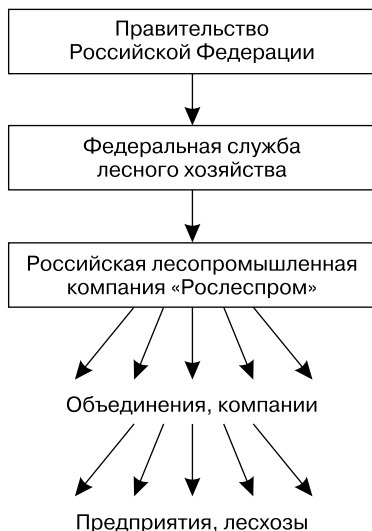 Правительство
Российской Федерации
Федеральная служба
лесного хозяйства
Российская лесопромышленная
компания «Рослеспром»
Объединения, компании
Предприятия, лесхозы